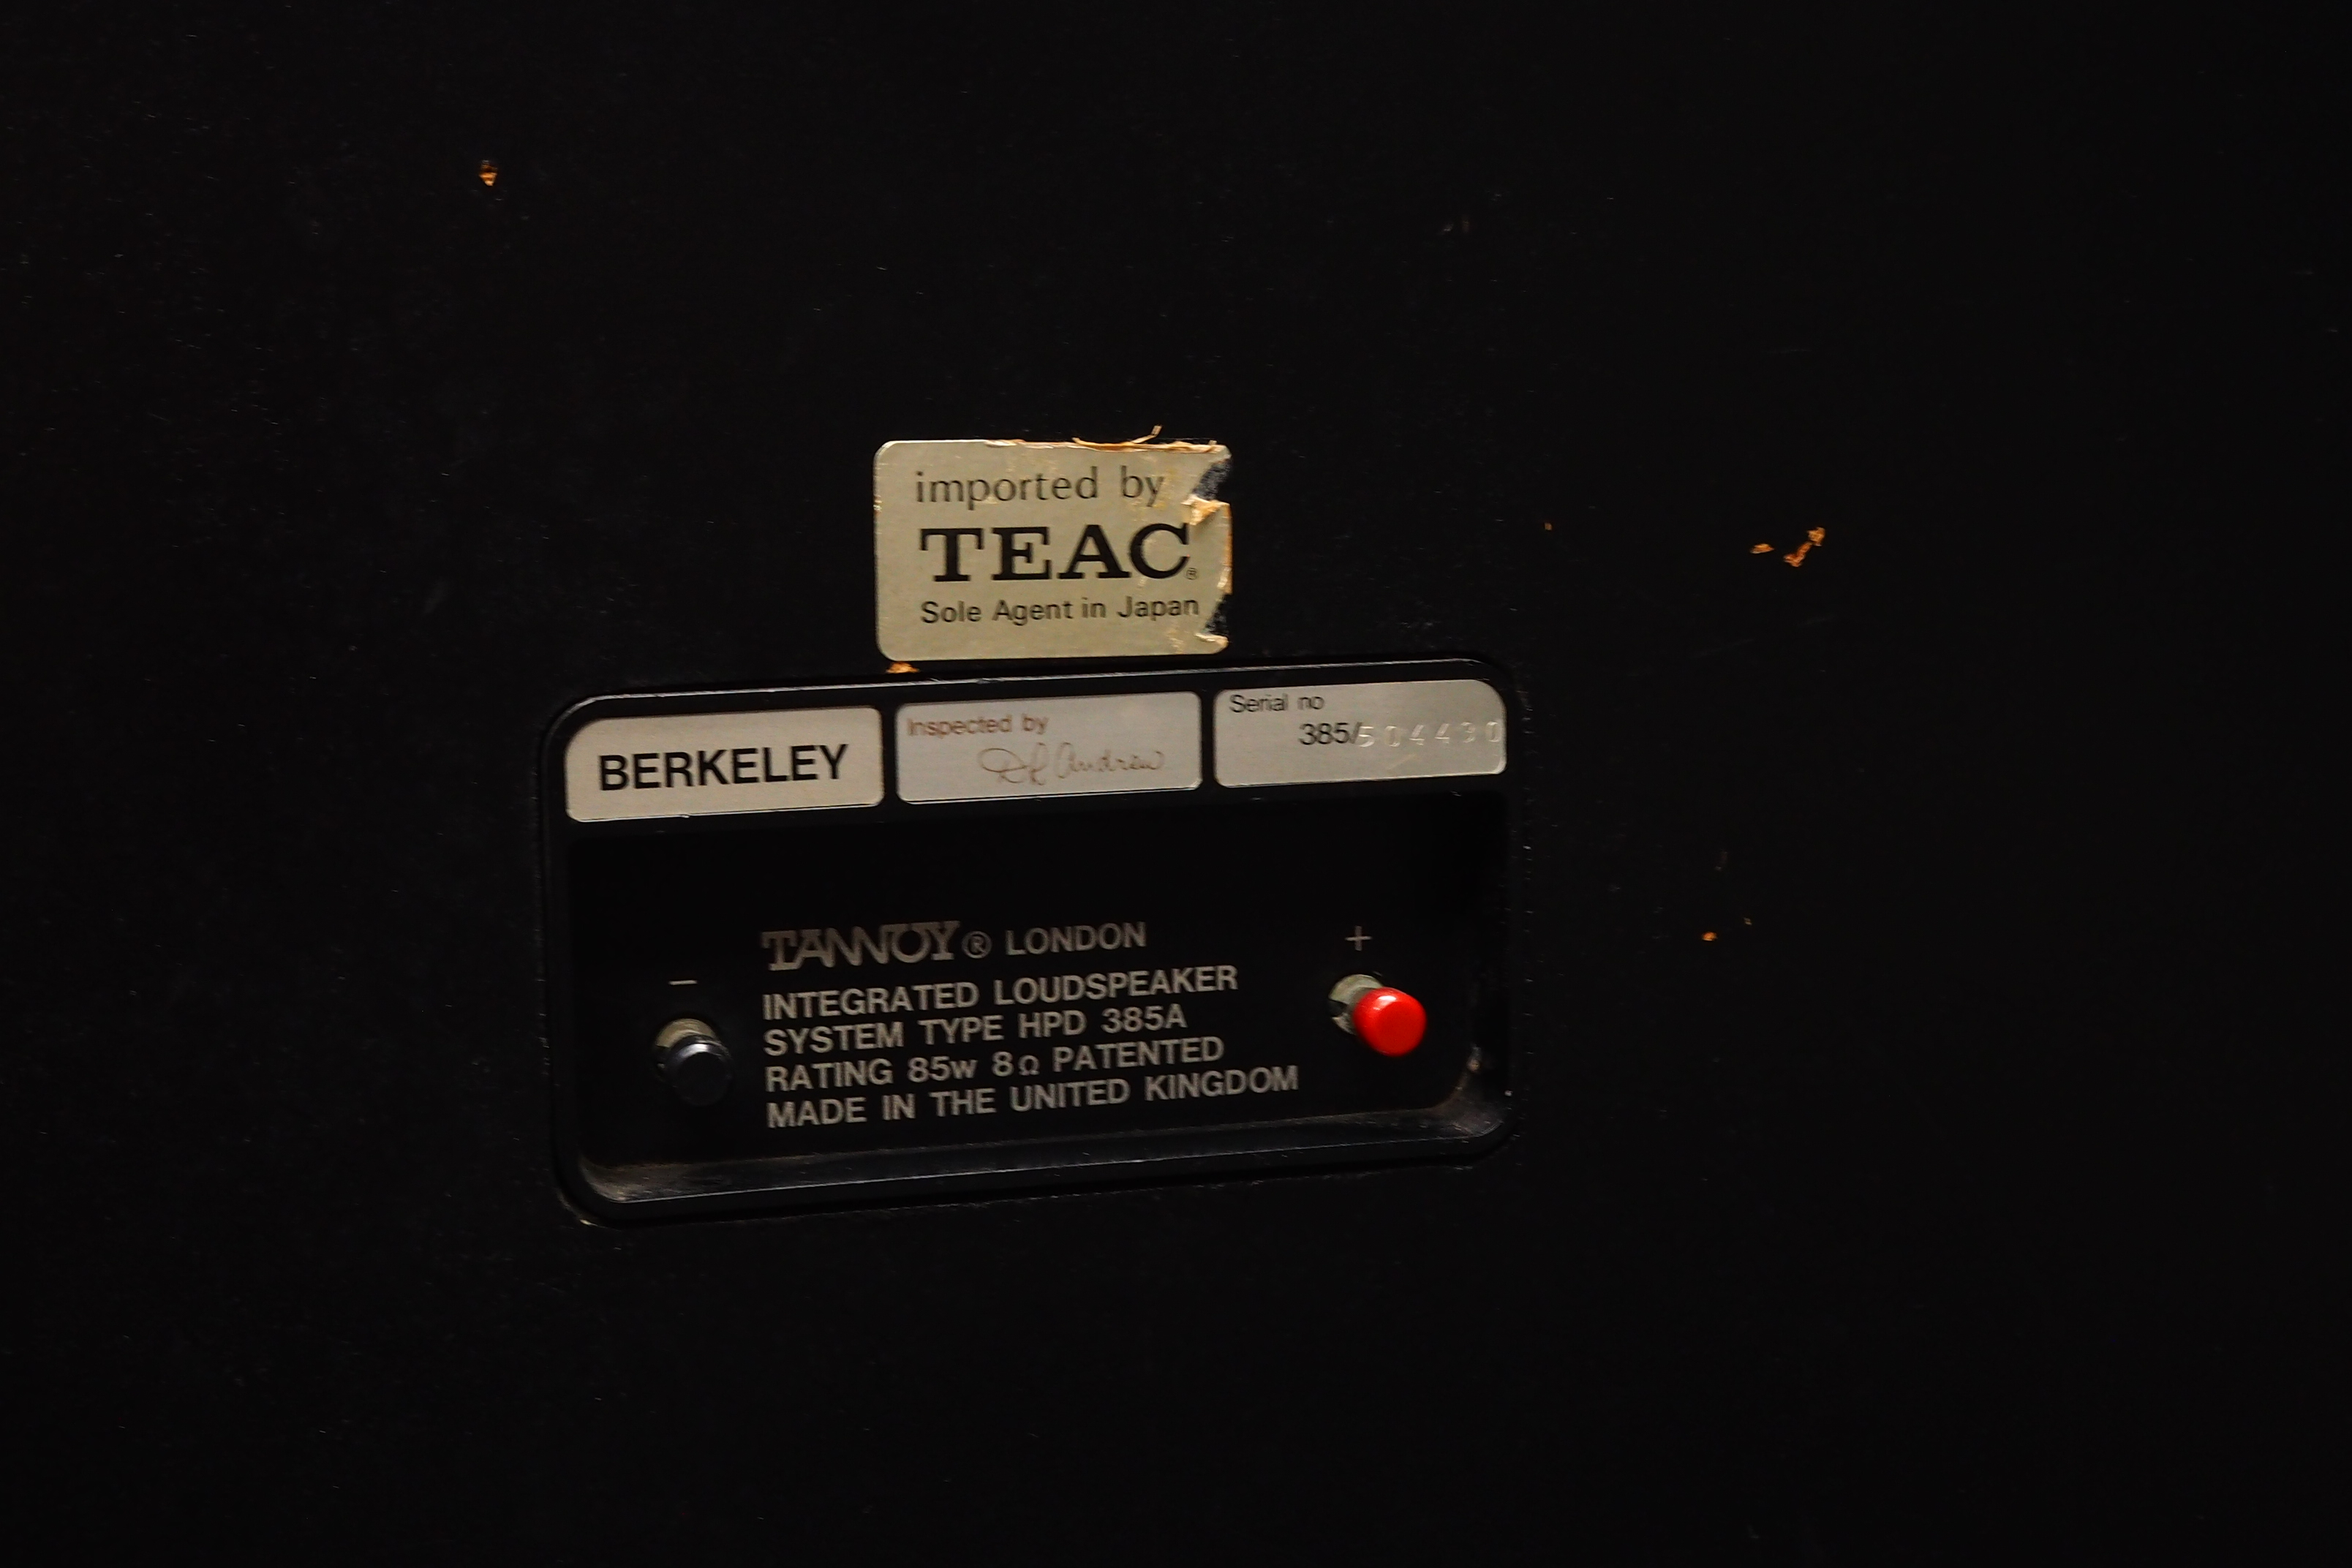 imported by
TEAC®
Sole Agent in Japan
BERKELEY
Inspected by
Serial no
385/504430
−
+
TANNOY® LONDON
INTEGRATED LOUDSPEAKER
SYSTEM TYPE HPD 385A
RATING 85w 8Ω PATENTED
MADE IN THE UNITED KINGDOM